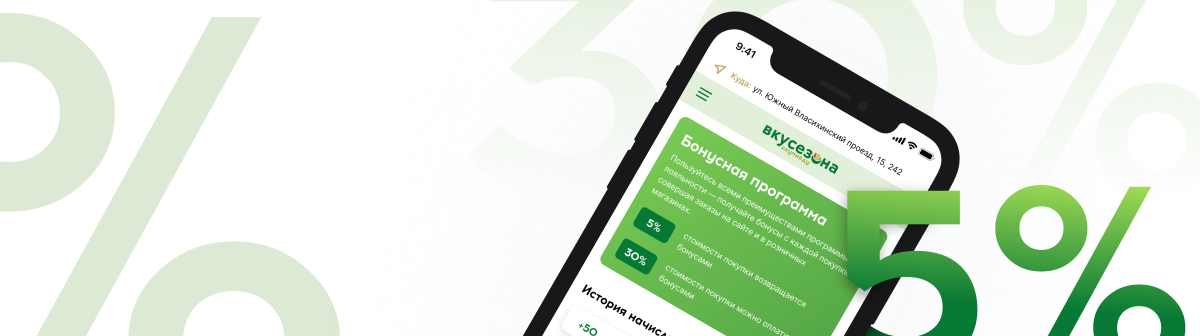 %
30%
9:41
Куда: ул. Южный Власихинский проезд, 15, 242
вкусезона
Бонусная программа
Пользуйтесь всеми преимуществами программы
лояльности — получайте бонусы с каждой покупки,
совершая заказы на сайте и в розничных
магазинах.
5%
стоимости покупки возвращается
бонусами
30%
стоимости покупки можно оплатить
бонусами
История
+50
5%